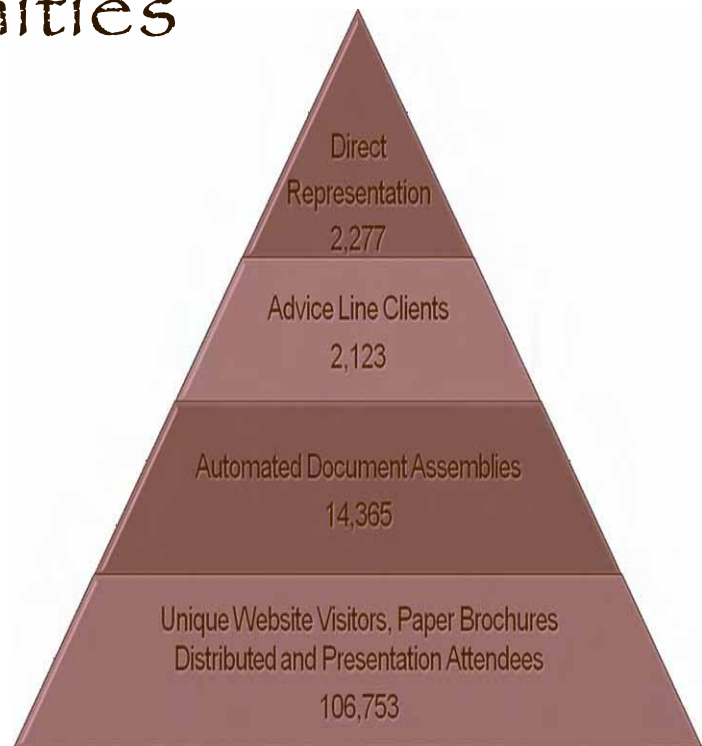 Direct
Representation
2,277
Advice Line Clients
2,123
Automated Document Assemblies
14,365
Unique Website Visitors, Paper Brochures
Distributed and Presentation Attendees
106,753